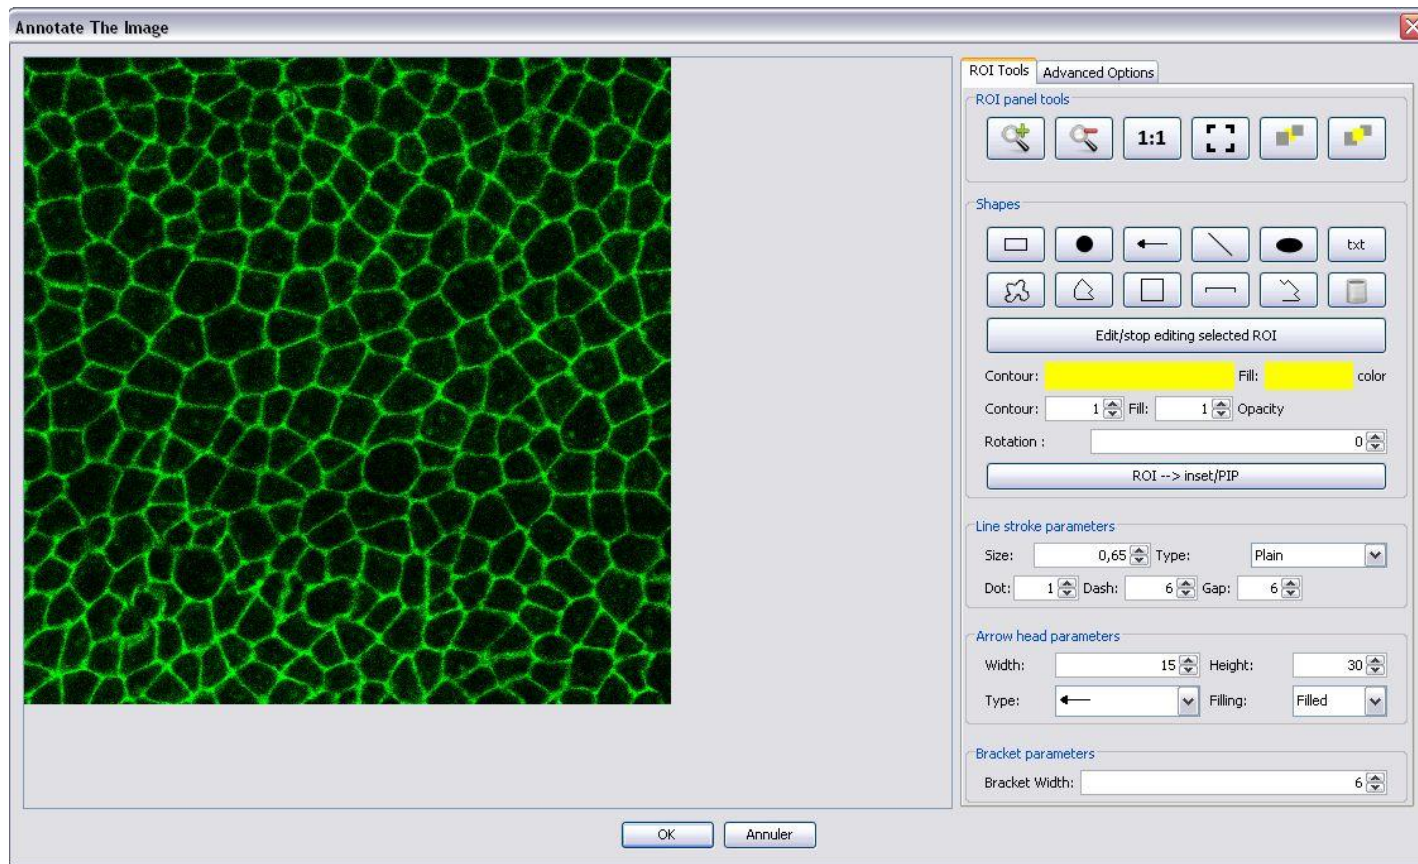 Annotate The Image
ROI Tools Advanced Options
ROI panel tools
1:1
Shapes
txt
Edit/stop editing selected ROI
Contour: Fill: color
Contour: 1 Fill: 1 Opacity
Rotation : 0
ROI --> inset/PIP
Line stroke parameters
Size: 0,65 Type: Plain
Dot: 1 Dash: 6 Gap: 6
Arrow head parameters
Width: 15 Height: 30
Type: Filling: Filled
Bracket parameters
Bracket Width: 6
OK Annuler